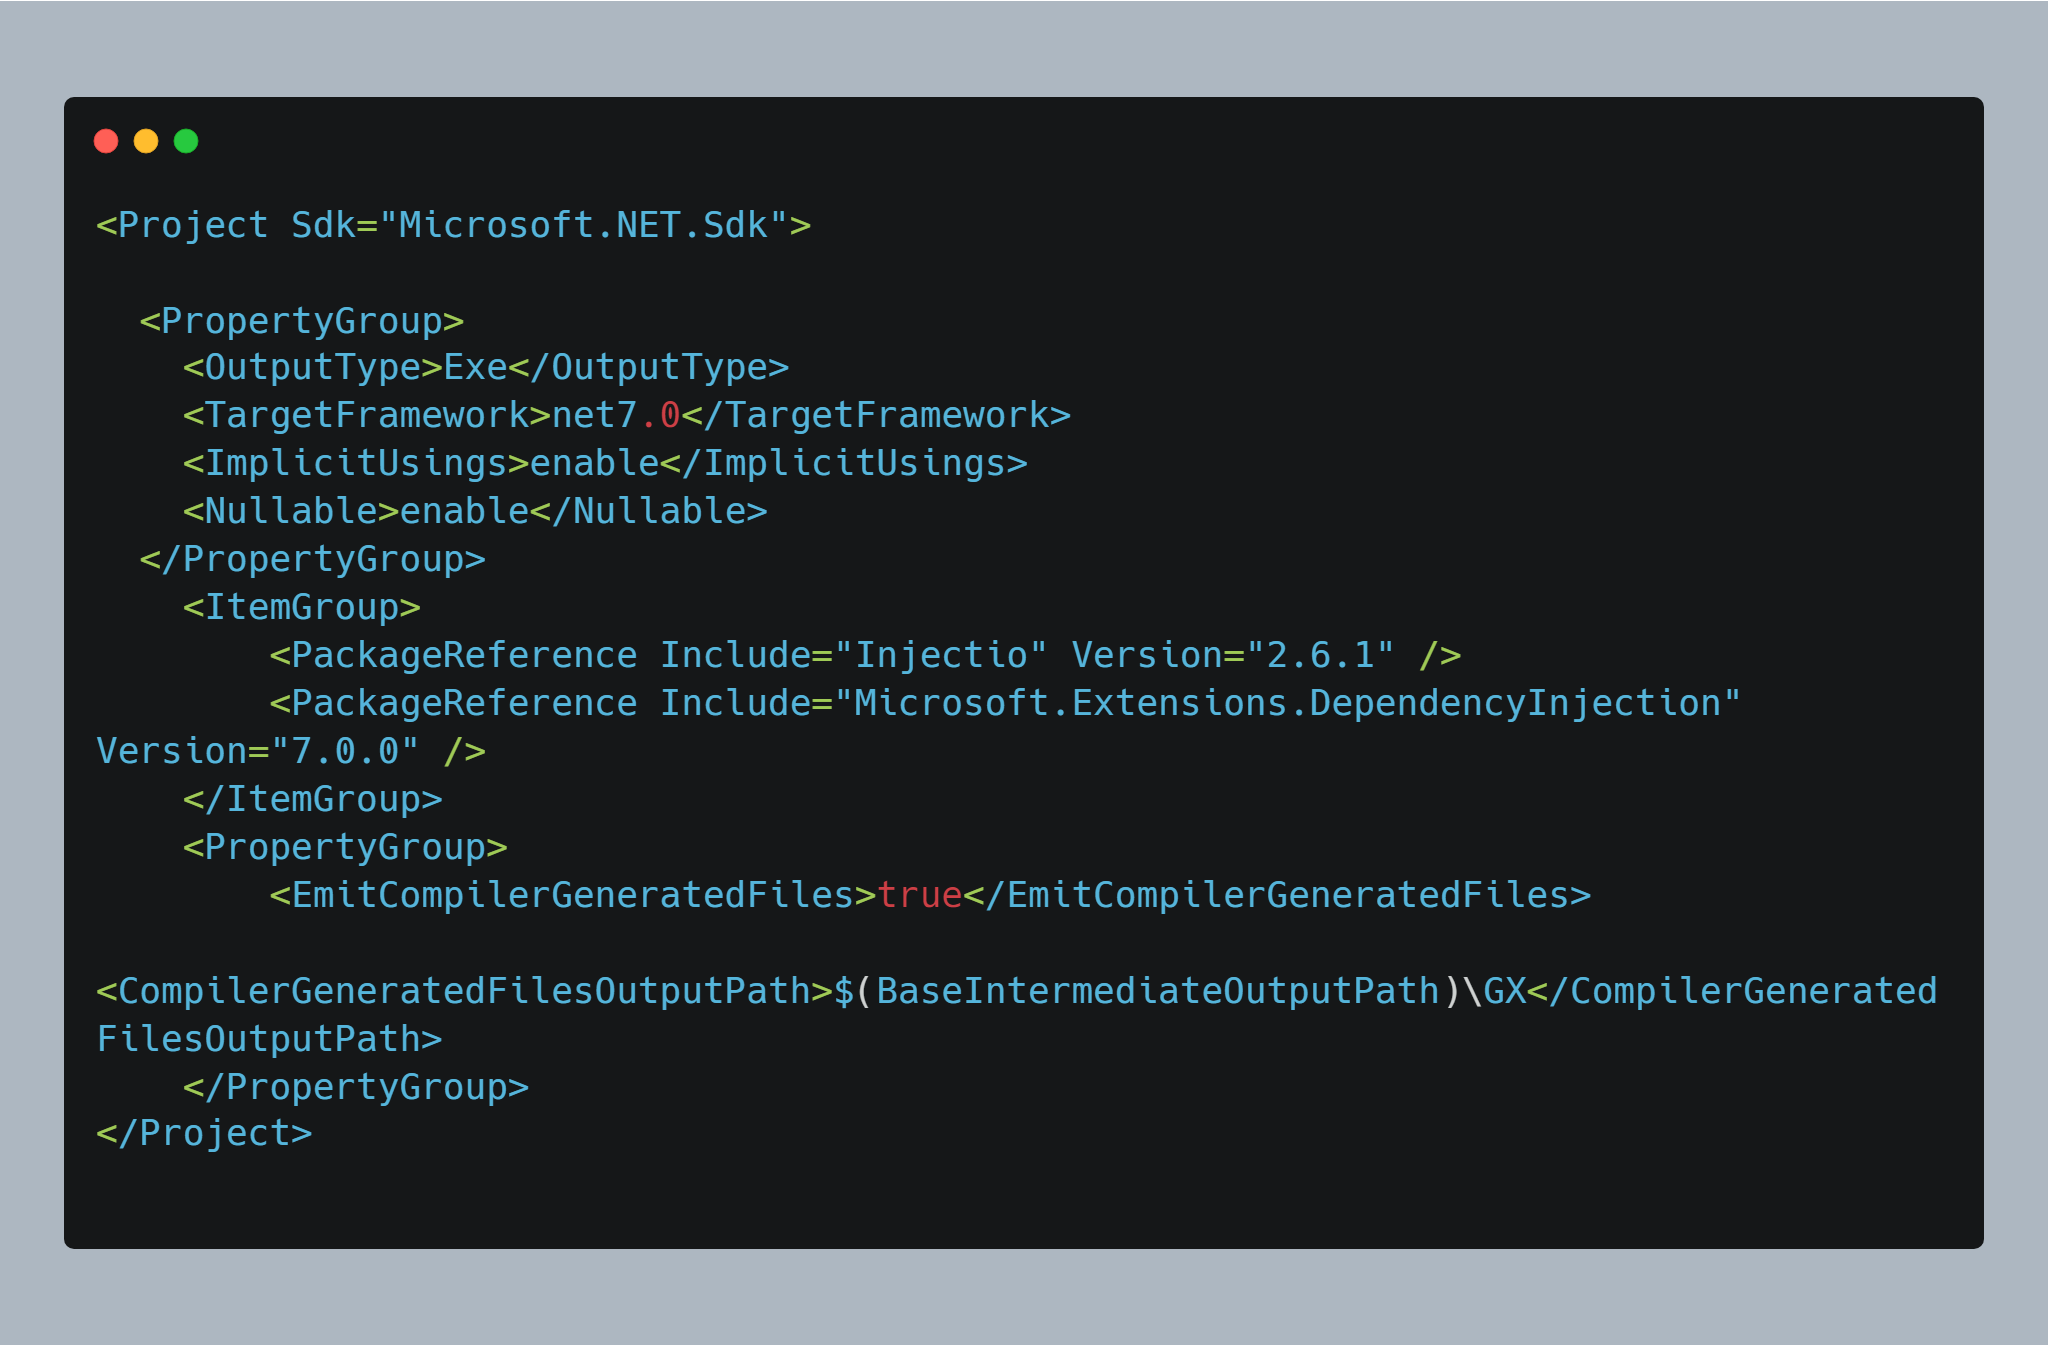 <Project Sdk="Microsoft.NET.Sdk">

  <PropertyGroup>
    <OutputType>Exe</OutputType>
    <TargetFramework>net7.0</TargetFramework>
    <ImplicitUsings>enable</ImplicitUsings>
    <Nullable>enable</Nullable>
  </PropertyGroup>
    <ItemGroup>
        <PackageReference Include="Injectio" Version="2.6.1" />
        <PackageReference Include="Microsoft.Extensions.DependencyInjection"
Version="7.0.0" />
    </ItemGroup>
    <PropertyGroup>
        <EmitCompilerGeneratedFiles>true</EmitCompilerGeneratedFiles>

<CompilerGeneratedFilesOutputPath>$(BaseIntermediateOutputPath)\GX</CompilerGenerated
FilesOutputPath>
    </PropertyGroup>
</Project>